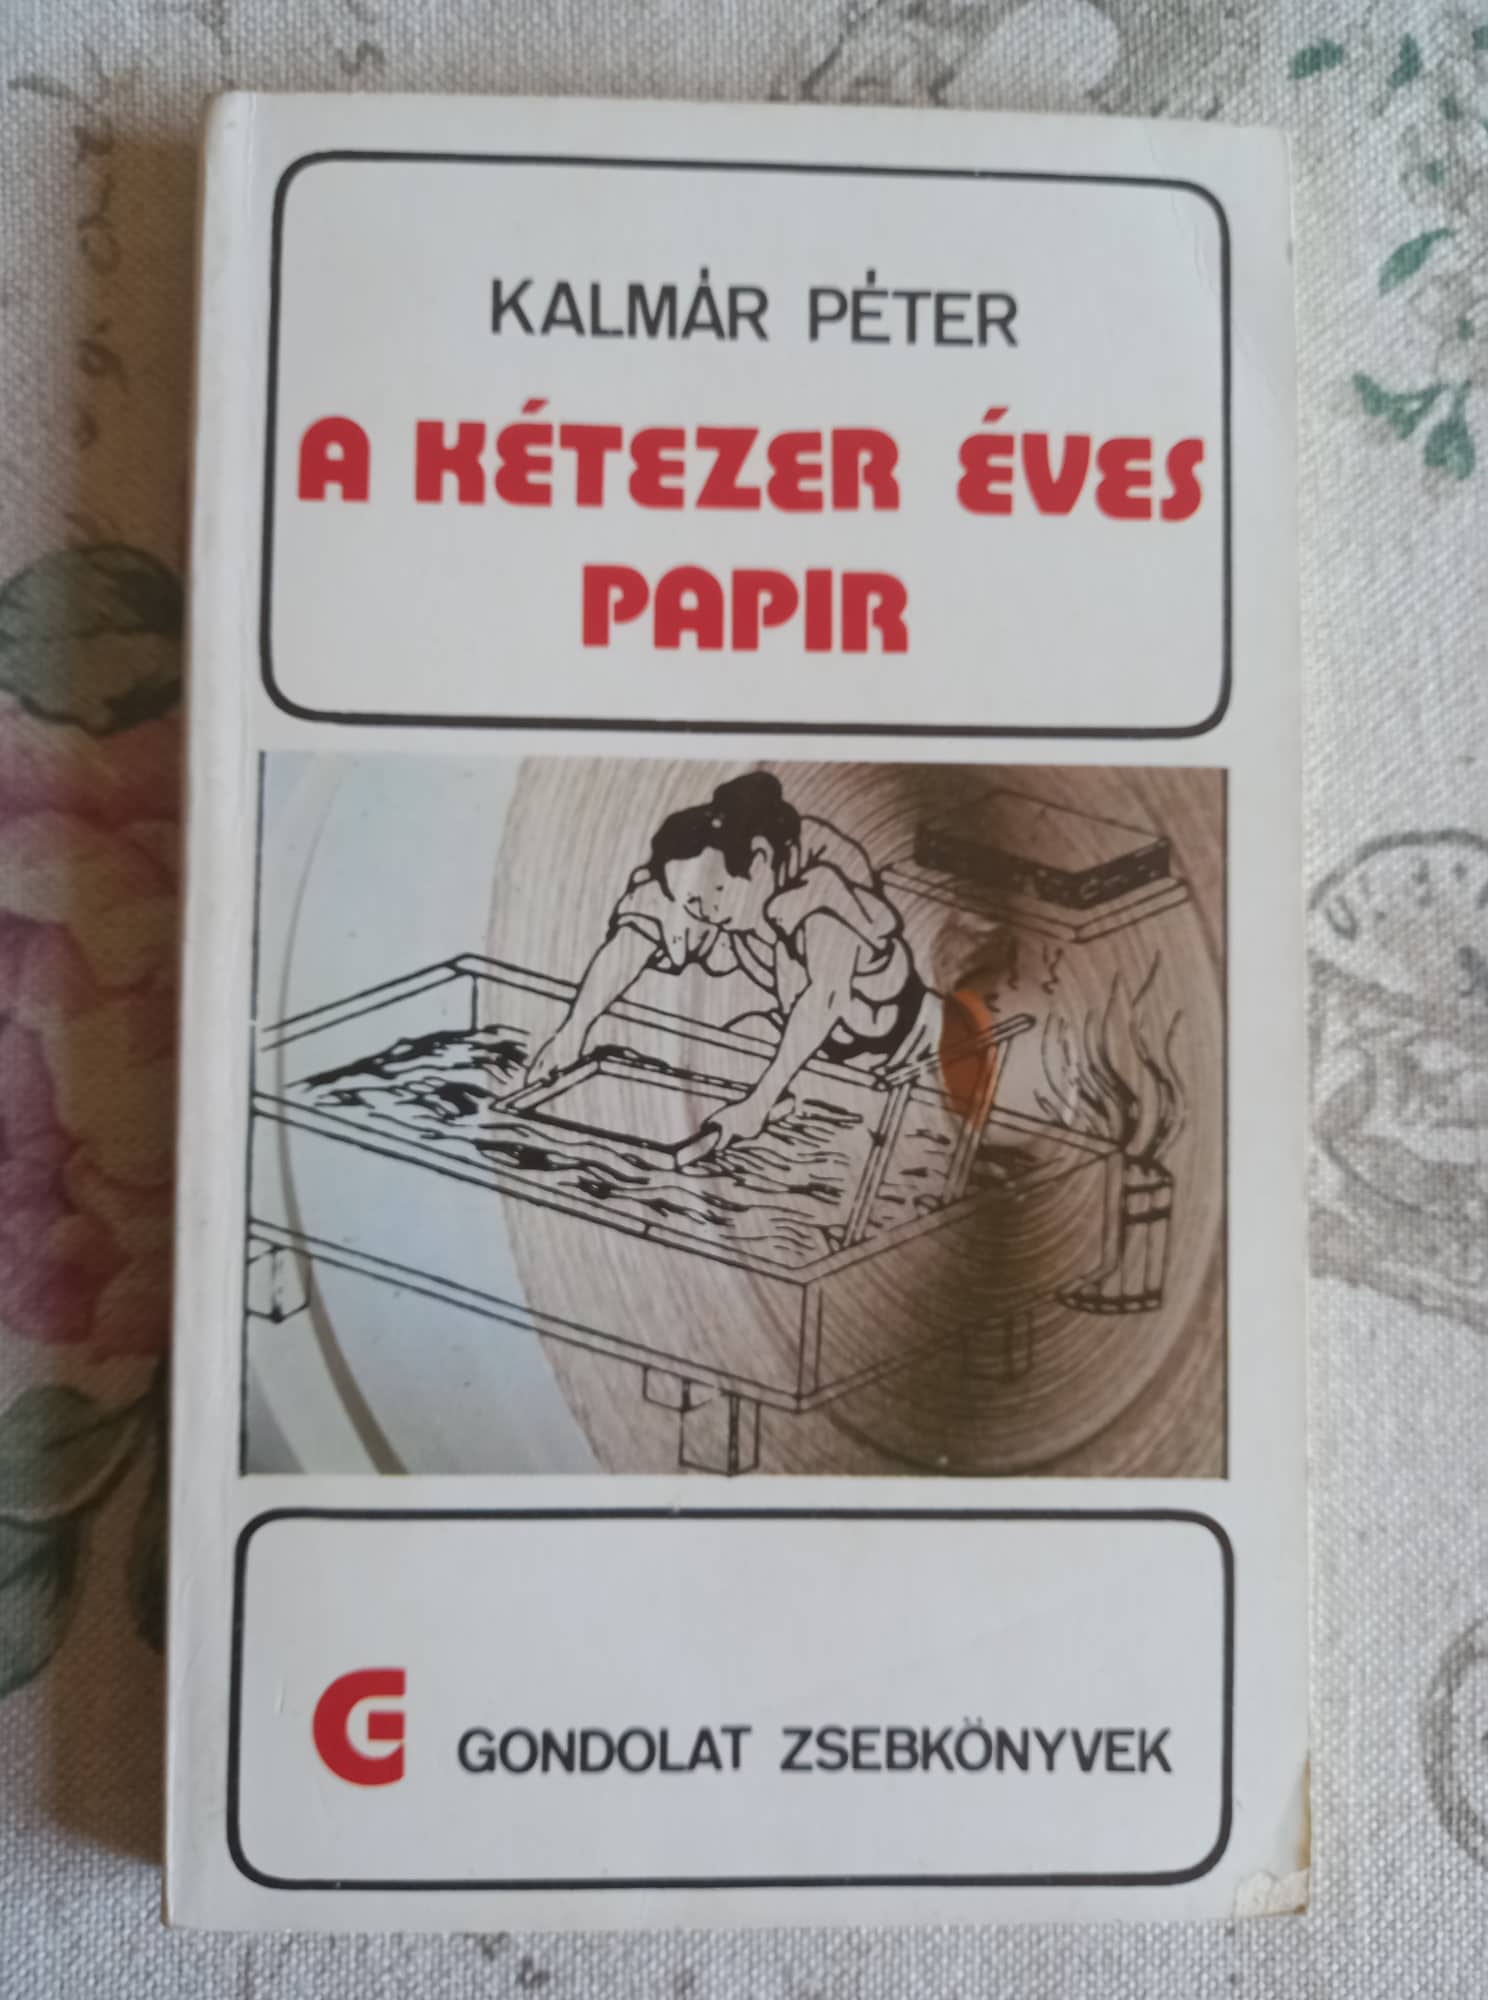 KALMÁR PÉTER
A KÉTEZER ÉVES
PAPIR
G GONDOLAT ZSEBKÖNYVEK